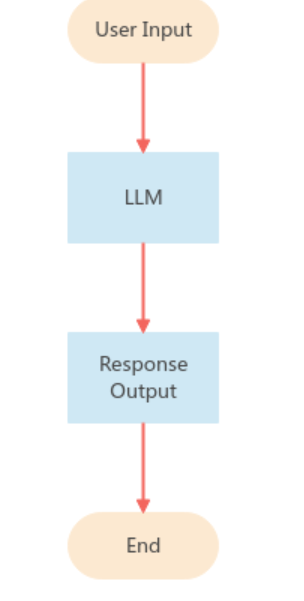 User Input
LLM
Response
Output
End